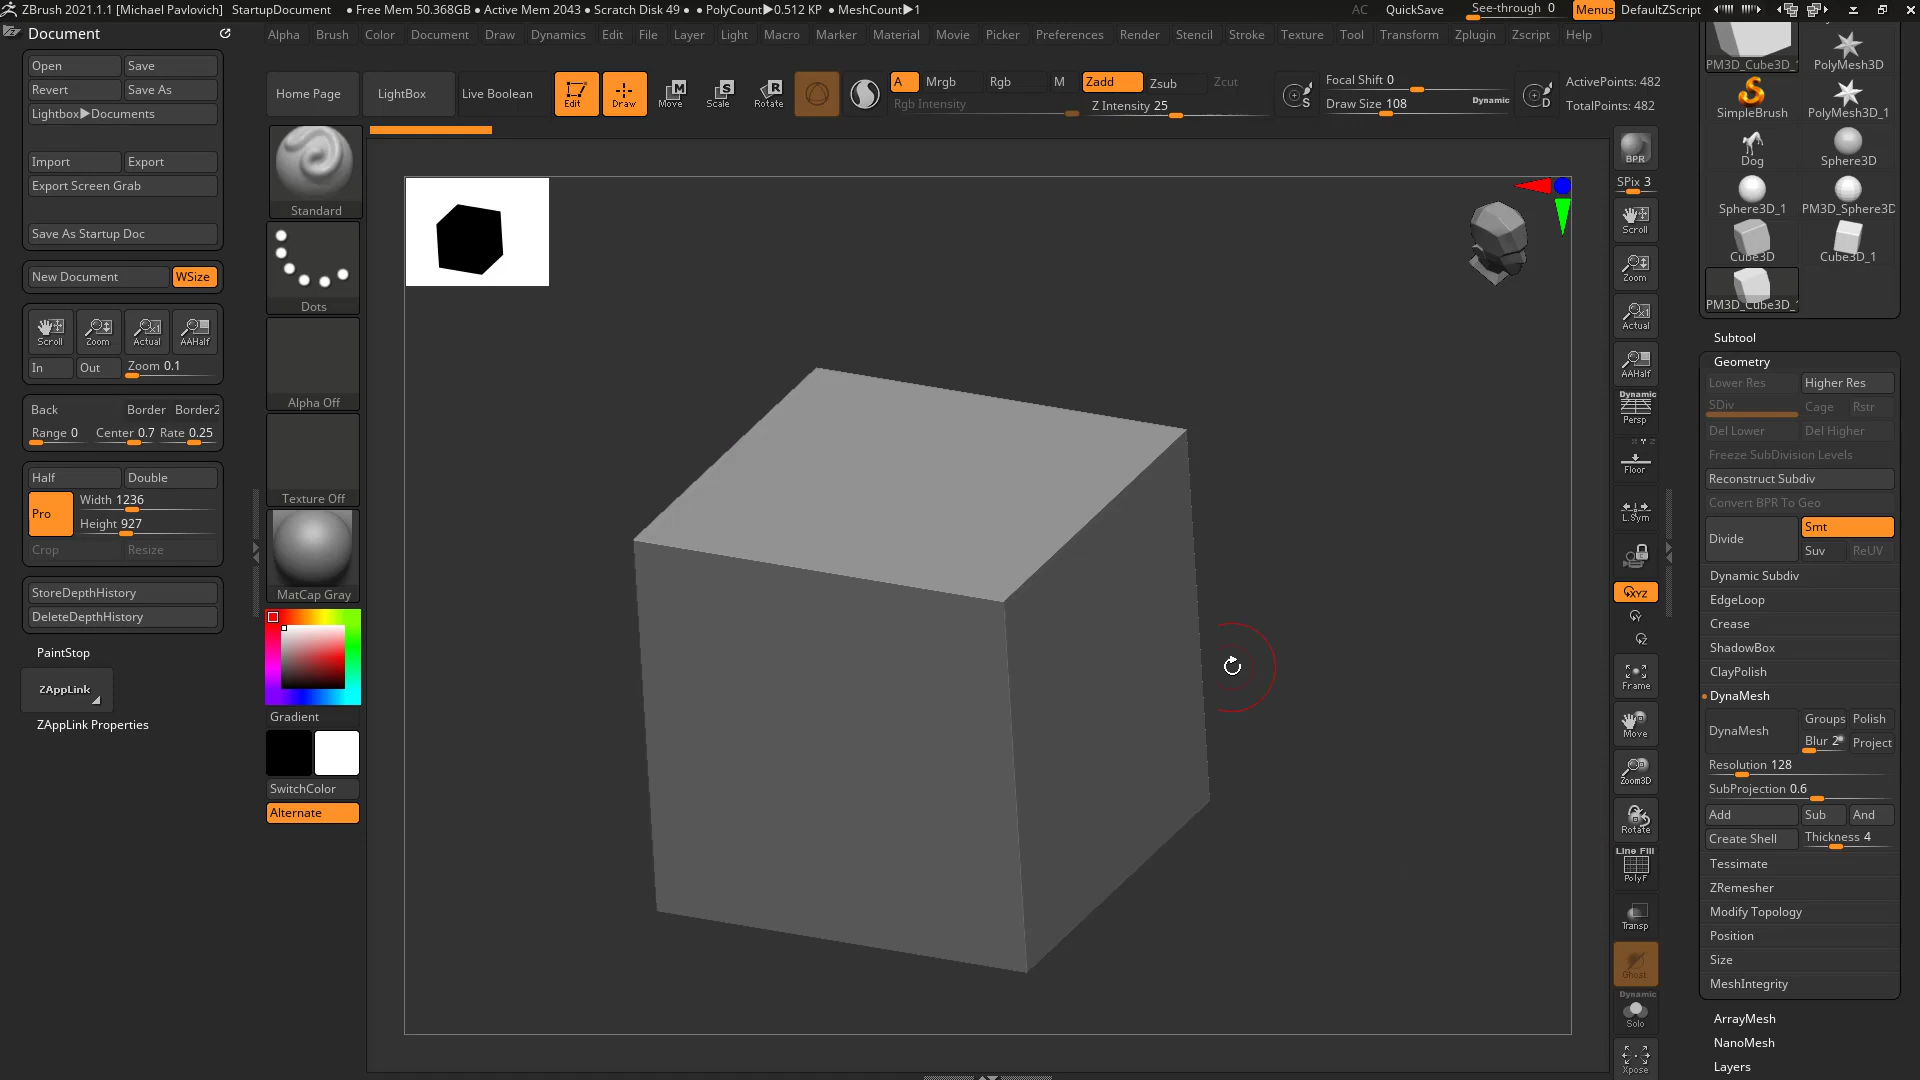 ZBrush 2021.1.1 [Michael Pavlovich] StartupDocument ● Free Mem 50.368GB ● Active Mem 2043 ● Scratch Disk 49 ● ● PolyCount▶0.512 KP ● MeshCount▶1 AC QuickSave See-through 0 Menus DefaultZScript
Document
Alpha Brush Color Document Draw Dynamics Edit File Layer Light Macro Marker Material Movie Picker Preferences Render Stencil Stroke Texture Tool Transform Zplugin Zscript Help
Open Save
Revert Save As
Lightbox▶Documents
Import Export
Export Screen Grab
Save As Startup Doc
New Document WSize
Scroll Zoom Actual AAHalf
In Out Zoom 0.1
Back Border Border2
Range 0 Center 0.7 Rate 0.25
Half Double
Pro Width 1236
Height 927
Crop Resize
StoreDepthHistory
DeleteDepthHistory
PaintStop
ZAppLink
ZAppLink Properties
Home Page LightBox Live Boolean Edit Draw Move Scale Rotate
A Mrgb Rgb M Zadd Zsub Zcut
Rgb Intensity Z Intensity 25
Focal Shift 0
Draw Size 108 Dynamic
S D
ActivePoints: 482
TotalPoints: 482
Standard
Dots
Alpha Off
Texture Off
MatCap Gray
Gradient
SwitchColor
Alternate
BPR
SPix 3
Scroll
Zoom
Actual
AAHalf
Dynamic
Persp
Floor
L.Sym
XYZ
Y
Z
Frame
Move
Zoom3D
Rotate
Line Fill
PolyF
Transp
Ghost
Dynamic
Solo
Xpose
PM3D_Cube3D_1 PolyMesh3D
SimpleBrush PolyMesh3D_1
Dog Sphere3D
Sphere3D_1 PM3D_Sphere3D
Cube3D Cube3D_1
PM3D_Cube3D_1
Subtool
Geometry
Lower Res Higher Res
SDiv Cage Rstr
Del Lower Del Higher
Freeze SubDivision Levels
Reconstruct Subdiv
Convert BPR To Geo
Divide Smt
Suv ReUV
Dynamic Subdiv
EdgeLoop
Crease
ShadowBox
ClayPolish
DynaMesh
DynaMesh Groups Polish
Blur 2 Project
Resolution 128
SubProjection 0.6
Add Sub And
Create Shell Thickness 4
Tessimate
ZRemesher
Modify Topology
Position
Size
MeshIntegrity
ArrayMesh
NanoMesh
Layers